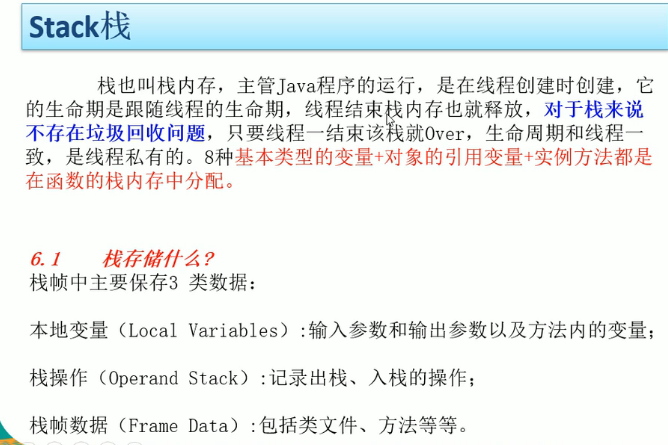 Stack栈
栈也叫栈内存，主管Java程序的运行，是在线程创建时创建，它
的生命期是跟随线程的生命期，线程结束栈内存也就释放，对于栈来说
不存在垃圾回收问题，只要线程一结束该栈就Over，生命周期和线程一
致，是线程私有的。8种基本类型的变量+对象的引用变量+实例方法都是
在函数的栈内存中分配。
6.1 栈存储什么?
栈帧中主要保存3 类数据：
本地变量（Local Variables）:输入参数和输出参数以及方法内的变量；
栈操作（Operand Stack）:记录出栈、入栈的操作；
栈帧数据（Frame Data）:包括类文件、方法等等。